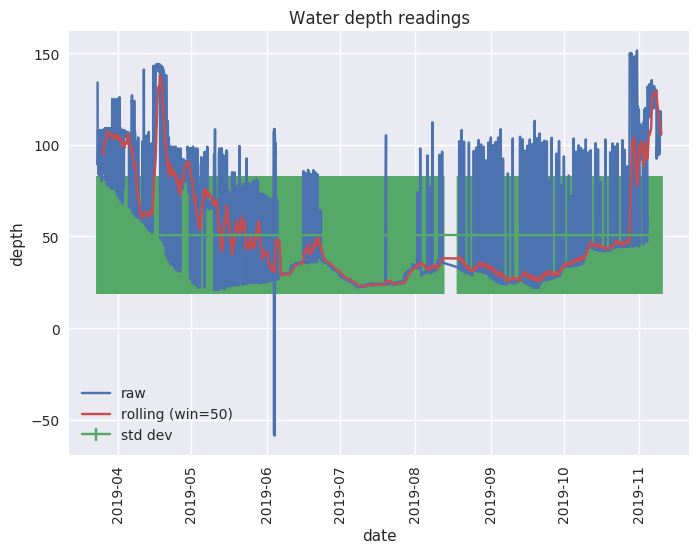 Water depth readings
150
100
50
0
−50
depth
raw
rolling (win=50)
std dev
2019-04
2019-05
2019-06
2019-07
2019-08
2019-09
2019-10
2019-11
date